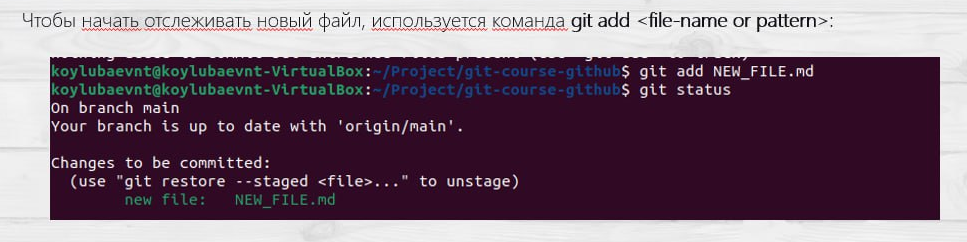 Чтобы начать отслеживать новый файл, используется команда git add <file-name or pattern>:
koylubaevnt@koylubaevnt-VirtualBox:~/Project/git-course-github$ git add NEW_FILE.md
koylubaevnt@koylubaevnt-VirtualBox:~/Project/git-course-github$ git status
On branch main
Your branch is up to date with 'origin/main'.
Changes to be committed:
(use "git restore --staged <file>..." to unstage)
new file: NEW_FILE.md